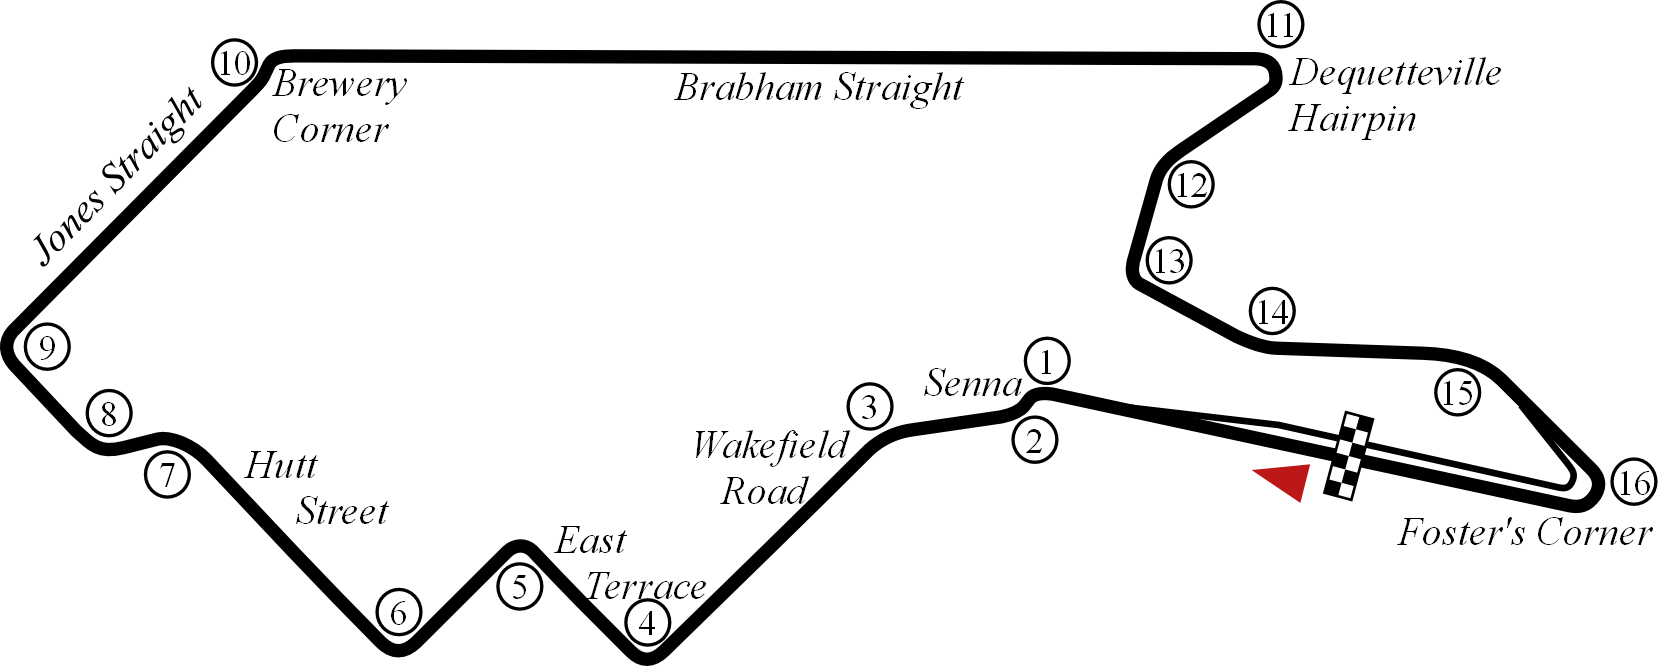 11
10
Brewery
Corner
Brabham Straight
Dequetteville
Hairpin
Jones Straight
12
13
14
9
1
Senna
15
8
3
2
Wakefield
Road
7
Hutt
Street
16
Foster's Corner
East
Terrace
5
6
4